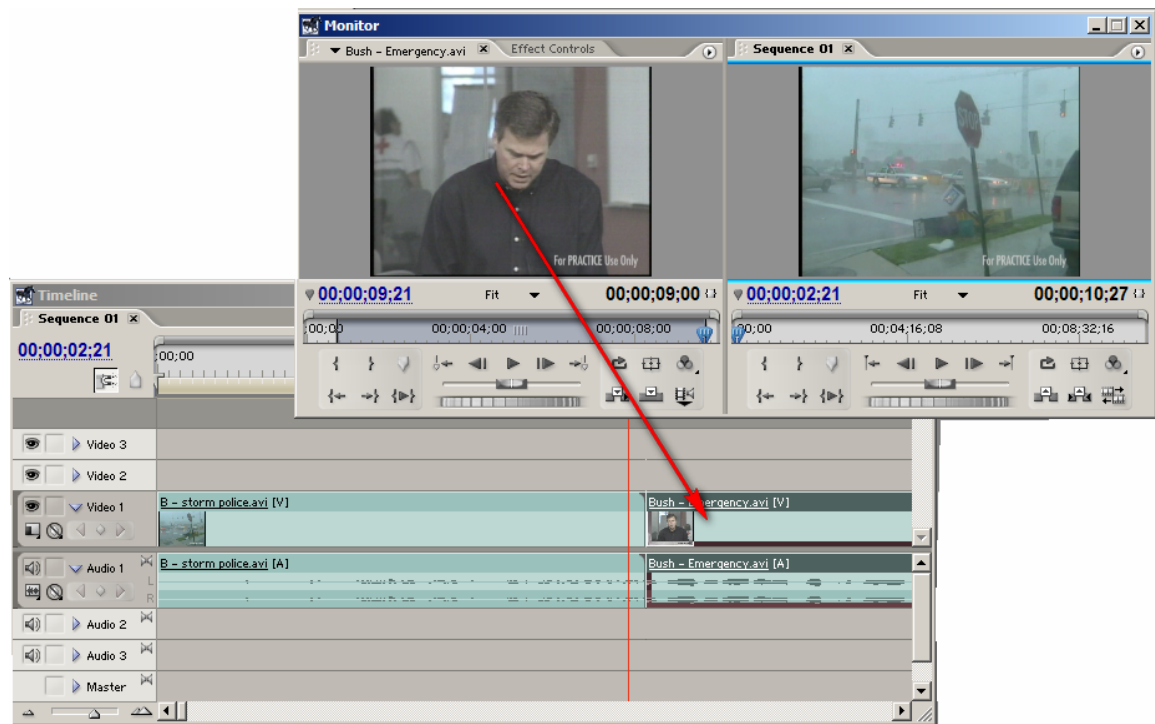 Monitor
Bush - Emergency.avi Effect Controls
Sequence 01
STOP
For PRACTICE Use Only
For PRACTICE Use Only
00;00;09;21 Fit 00;00;09;00
00;00;02;21 Fit 00;00;10;27
00;00 00;00;04;00 00;00;08;00
00;00 00;04;16;08 00;08;32;16
Timeline
Sequence 01
00;00;02;21
00;00
Video 3
Video 2
Video 1
B - storm police.avi [V]
Bush - Emergency.avi [V]
Audio 1
B - storm police.avi [A]
Bush - Emergency.avi [A]
L
R
Audio 2
Audio 3
Master